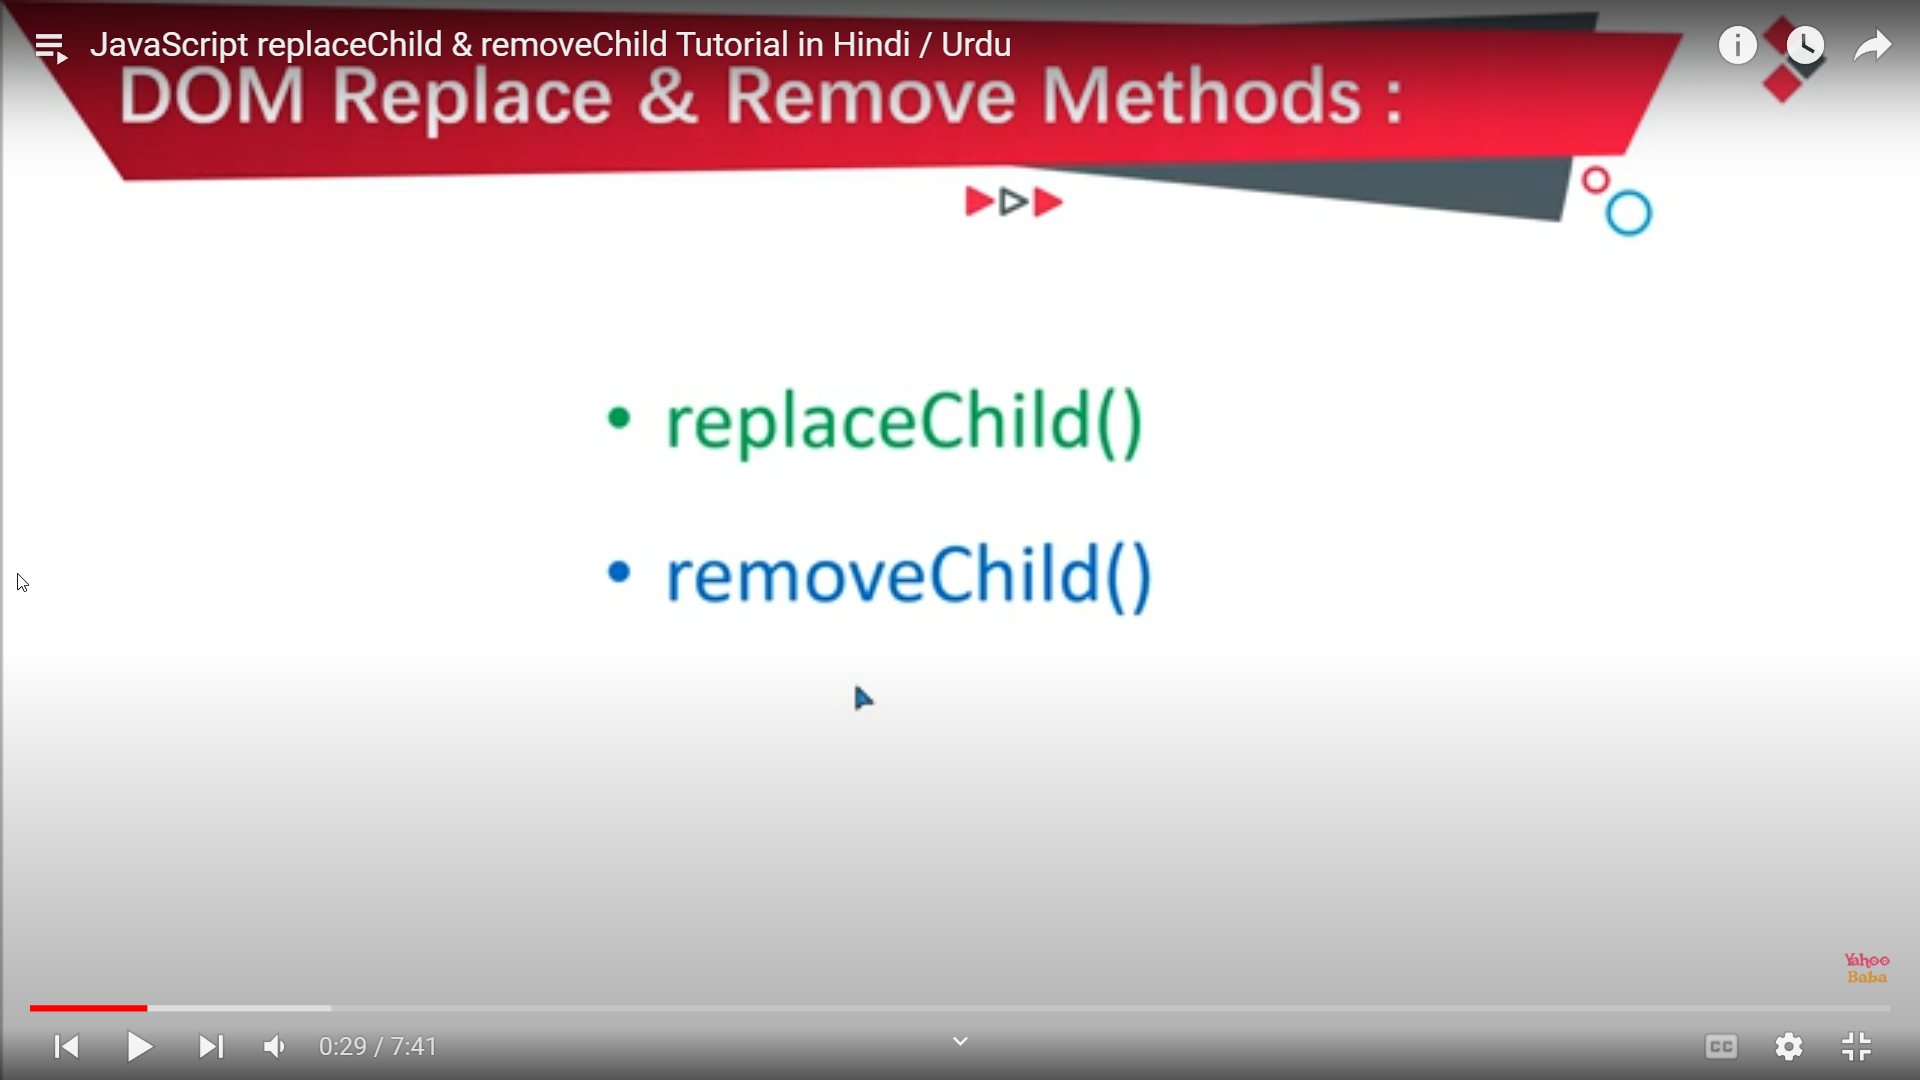 JavaScript replaceChild & removeChild Tutorial in Hindi / Urdu
DOM Replace & Remove Methods :
• replaceChild()
• removeChild()
Yahoo
Baba
0:29 / 7:41
CC